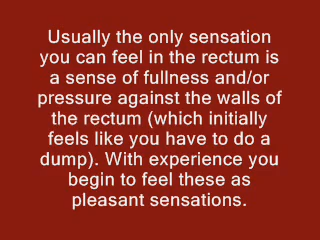 Usually the only sensation
you can feel in the rectum is
a sense of fullness and/or
pressure against the walls of
the rectum (which initially
feels like you have to do a
dump). With experience you
begin to feel these as
pleasant sensations.